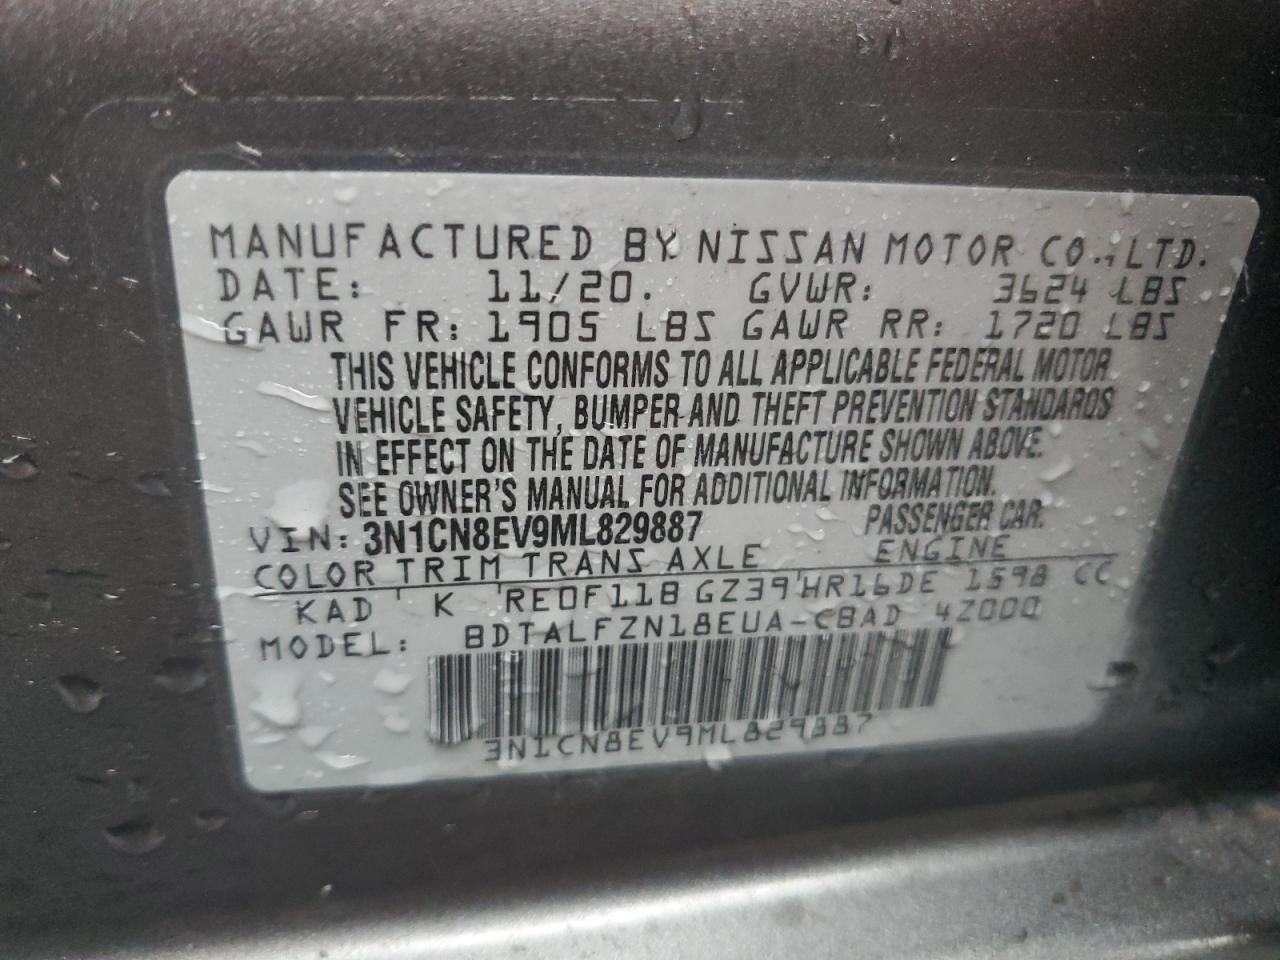 MANUFACTURED BY NISSAN MOTOR CO., LTD.
DATE: 11/20. GVWR: 3624 LBS
GAWR FR: 1905 LBS GAWR RR: 1720 LBS
THIS VEHICLE CONFORMS TO ALL APPLICABLE FEDERAL MOTOR
VEHICLE SAFETY, BUMPER AND THEFT PREVENTION STANDARDS
IN EFFECT ON THE DATE OF MANUFACTURE SHOWN ABOVE.
SEE OWNER'S MANUAL FOR ADDITIONAL INFORMATION.
VIN: 3N1CN8EV9ML829887 PASSENGER CAR.
COLOR TRIM TRANS AXLE ENGINE
KAD K RE0F11B GZ39 HR16DE 1598 CC
MODEL: BDTALFZN18EUA-CBAD 4Z000
3N1CN8EV9ML829887